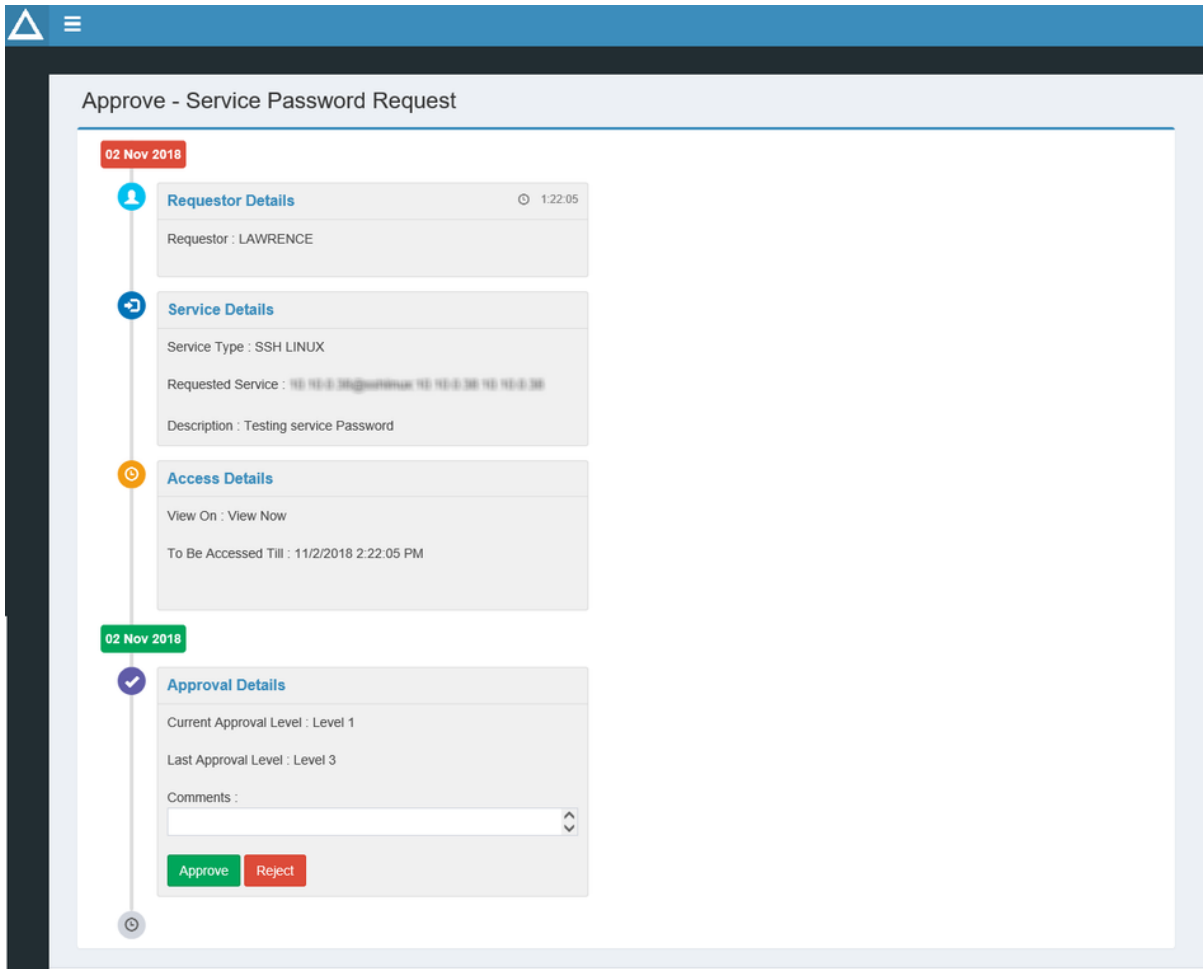 Approve - Service Password Request
02 Nov 2018
Requestor Details 1:22:05
Requestor : LAWRENCE
Service Details
Service Type : SSH LINUX
Requested Service :
Description : Testing service Password
Access Details
View On : View Now
To Be Accessed Till : 11/2/2018 2:22:05 PM
02 Nov 2018
Approval Details
Current Approval Level : Level 1
Last Approval Level : Level 3
Comments :
Approve Reject